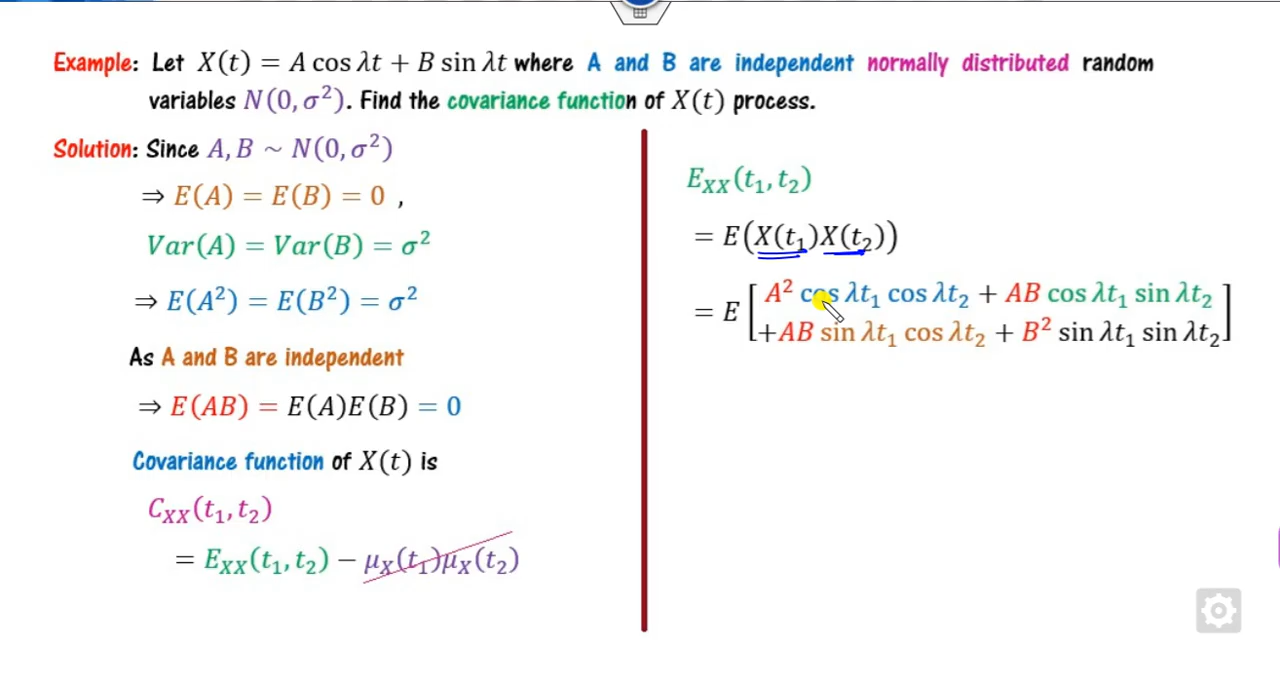 Example: Let X(t) = A cos λt + B sin λt where A and B are independent normally distributed random
variables N(0, σ²). Find the covariance function of X(t) process.
Solution: Since A, B ~ N(0, σ²)
⇒ E(A) = E(B) = 0 ,
Var(A) = Var(B) = σ²
⇒ E(A²) = E(B²) = σ²
As A and B are independent
⇒ E(AB) = E(A)E(B) = 0
Covariance function of X(t) is
C_XX(t₁, t₂)
= E_XX(t₁, t₂) − μ_X(t₁)μ_X(t₂)
E_XX(t₁, t₂)
= E(X(t₁)X(t₂))
= E [ A² cos λt₁ cos λt₂ + AB cos λt₁ sin λt₂
+AB sin λt₁ cos λt₂ + B² sin λt₁ sin λt₂ ]